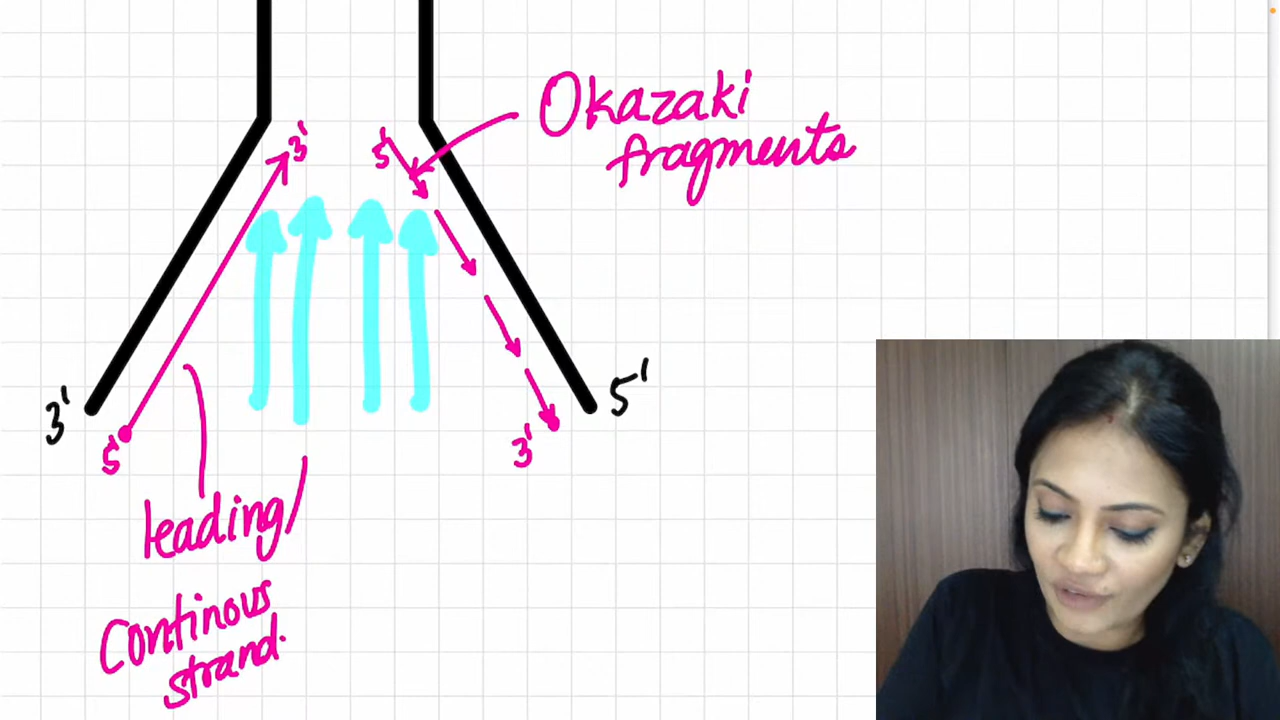 Okazaki
fragments
3'
5'
3'
5'
5'
3'
leading/
Continous
strand.